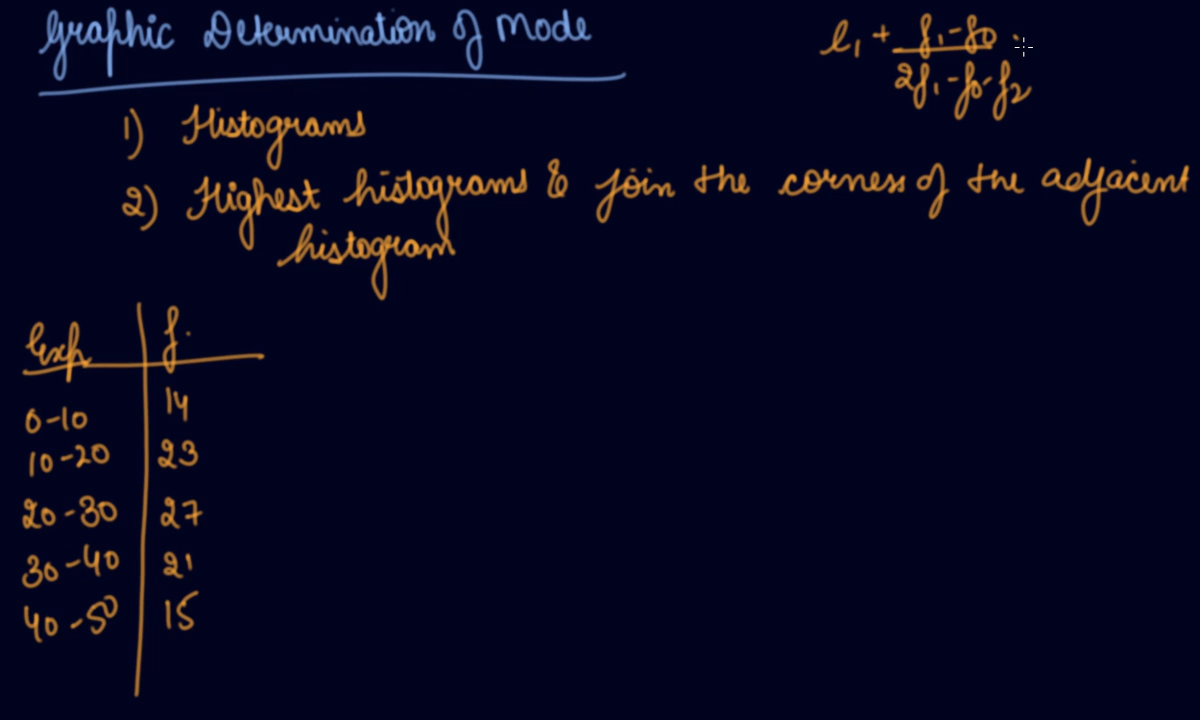 Graphic Determination of Mode
l₁ + f₁-f₀ .
2f₁-f₀-f₂
1) Histograms
2) Highest histograms & join the corness of the adjacent
histogram
Exp f.
0-10 14
10-20 23
20-30 27
30-40 21
40-50 15